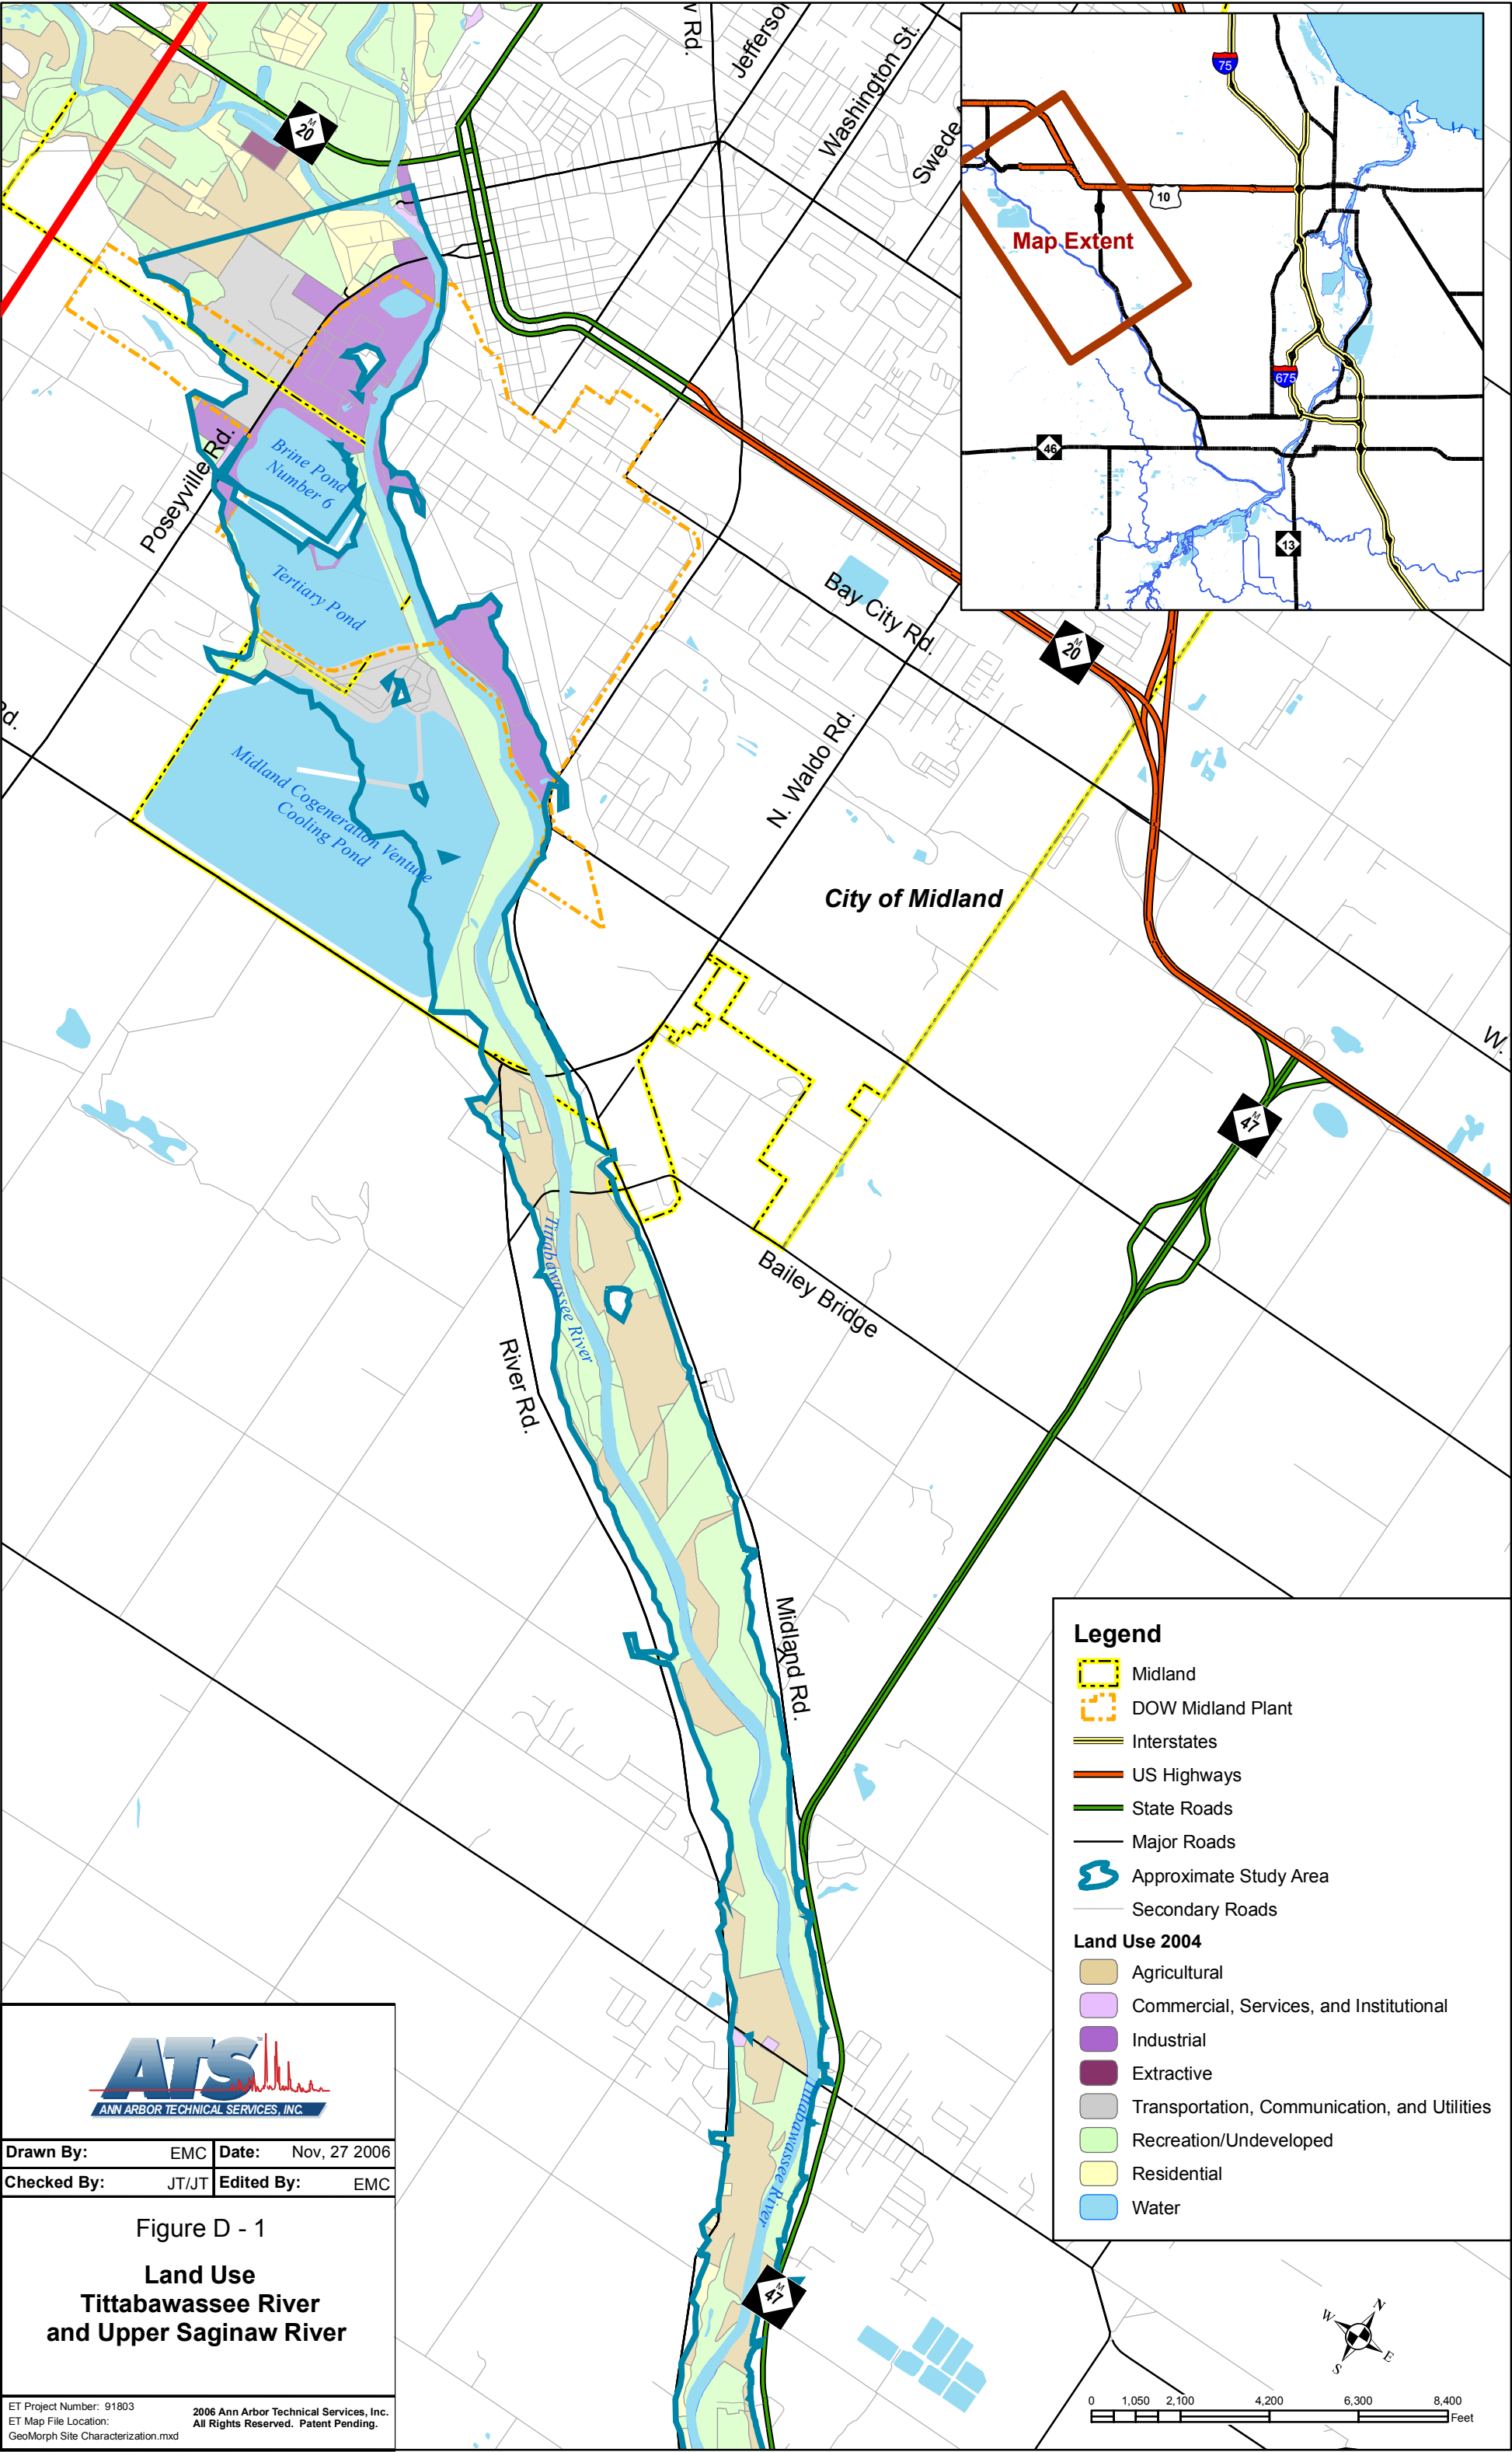 w Rd.
Jefferso
Washington St.
Swede
M
20
75
10
Map Extent
675
46
13
Poseyville Rd.
Brine Pond
Number 6
Tertiary Pond
Bay City Rd.
M
20
Rd.
N. Waldo Rd.
Midland Cogeneration Venture
Cooling Pond
City of Midland
W.
M
47
Tittabawassee River
Bailey Bridge
River Rd.
Midland Rd.
Tittabawassee River
M
47
Legend
Midland
DOW Midland Plant
Interstates
US Highways
State Roads
Major Roads
Approximate Study Area
Secondary Roads
Land Use 2004
Agricultural
Commercial, Services, and Institutional
Industrial
Extractive
Transportation, Communication, and Utilities
Recreation/Undeveloped
Residential
Water
ATS TM
ANN ARBOR TECHNICAL SERVICES, INC.
Drawn By: EMC Date: Nov, 27 2006
Checked By: JT/JT Edited By: EMC
Figure D - 1
Land Use
Tittabawassee River
and Upper Saginaw River
ET Project Number: 91803
ET Map File Location:
GeoMorph Site Characterization.mxd
2006 Ann Arbor Technical Services, Inc.
All Rights Reserved. Patent Pending.
N
W
E
S
0 1,050 2,100 4,200 6,300 8,400
Feet